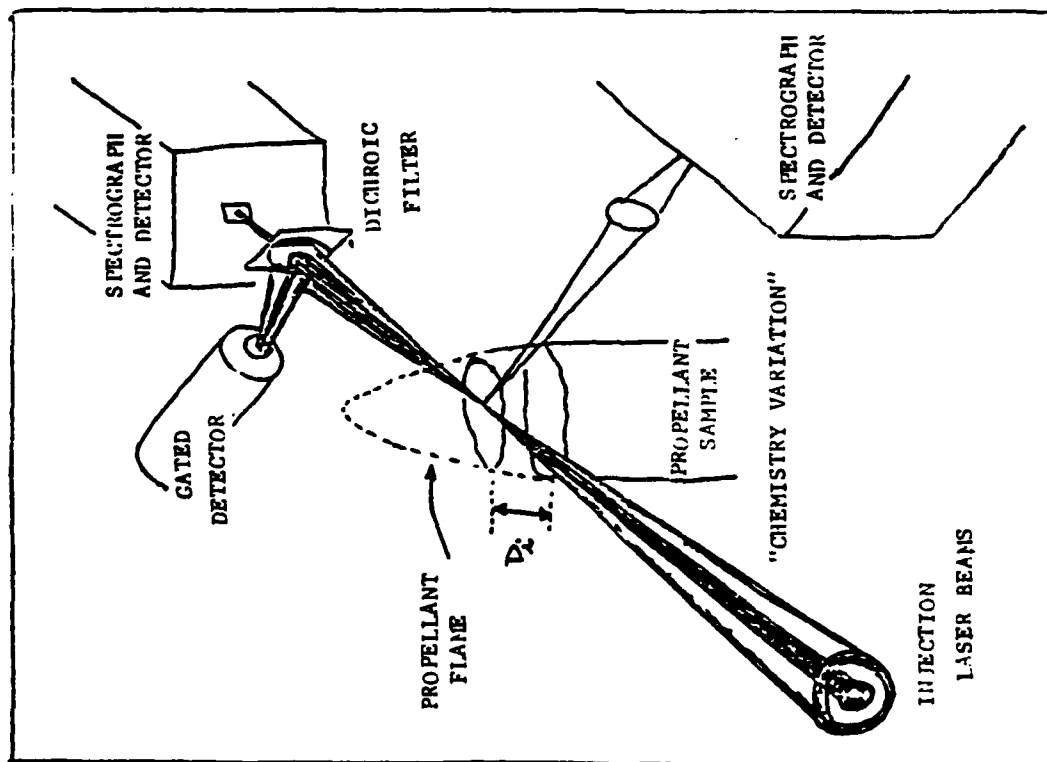 SPECTROGRAPH
AND DETECTOR
DICHROIC
FILTER
GATED
DETECTOR
SPECTROGRAPH
AND DETECTOR
PROPELLANT
FLAME
Di
PROPELLANT
SAMPLE
"CHEMISTRY VARIATION"
INJECTION
LASER BEAMS